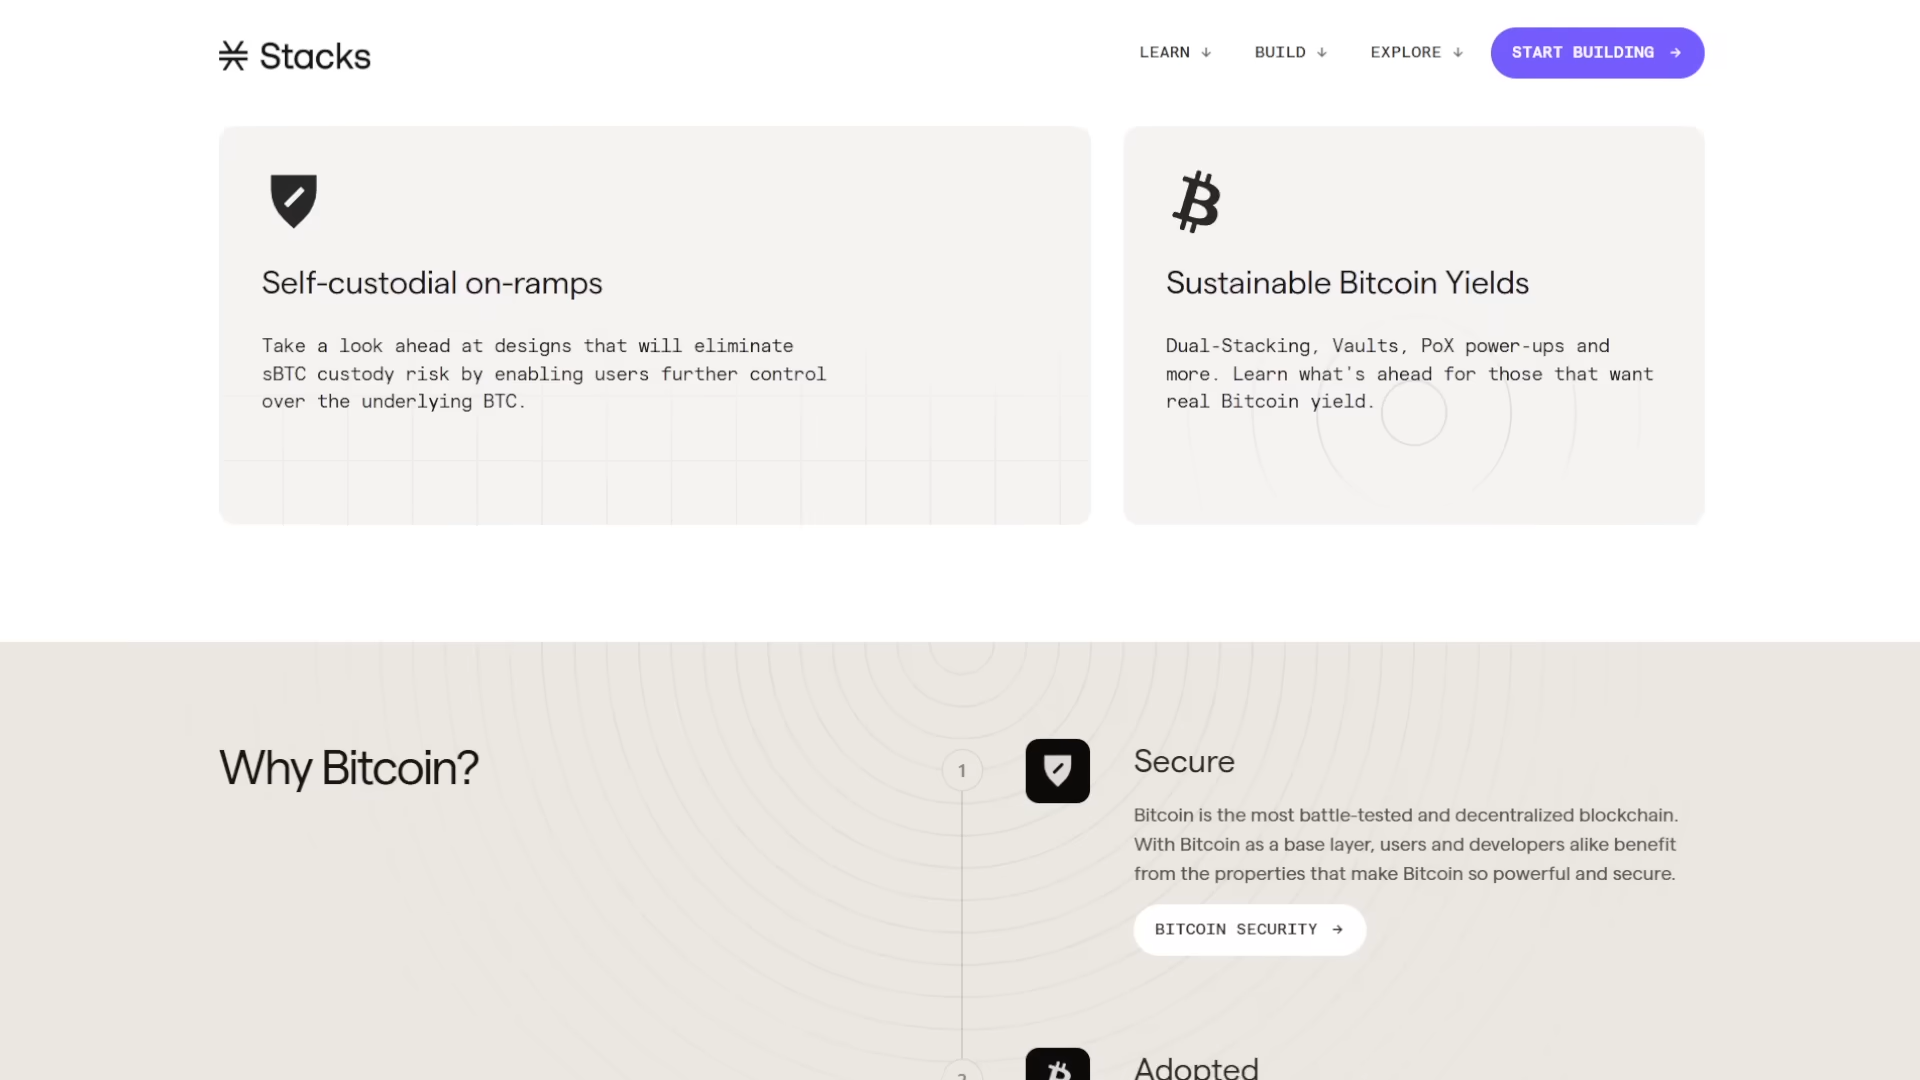 Stacks
LEARN ↓
BUILD ↓
EXPLORE ↓
START BUILDING →
Self-custodial on-ramps
Take a look ahead at designs that will eliminate
sBTC custody risk by enabling users further control
over the underlying BTC.
Sustainable Bitcoin Yields
Dual-Stacking, Vaults, PoX power-ups and
more. Learn what's ahead for those that want
real Bitcoin yield.
Why Bitcoin?
1
Secure
Bitcoin is the most battle-tested and decentralized blockchain.
With Bitcoin as a base layer, users and developers alike benefit
from the properties that make Bitcoin so powerful and secure.
BITCOIN SECURITY →
2
Adopted